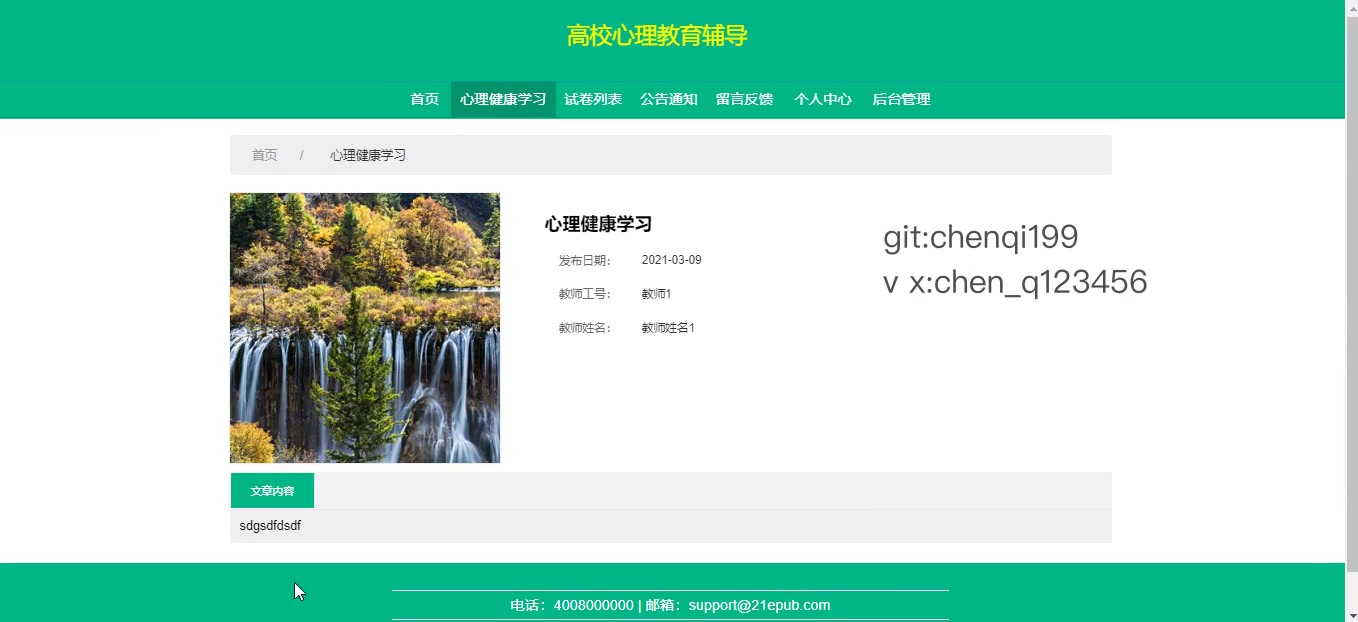 高校心理教育辅导
首页 心理健康学习 试卷列表 公告通知 留言反馈 个人中心 后台管理
首页 / 心理健康学习
心理健康学习
发布日期： 2021-03-09
教师工号： 教师1
教师姓名： 教师姓名1
git:chenqi199
v x:chen_q123456
文章内容
sdgsdfdsdf
电话：4008000000 | 邮箱：support@21epub.com